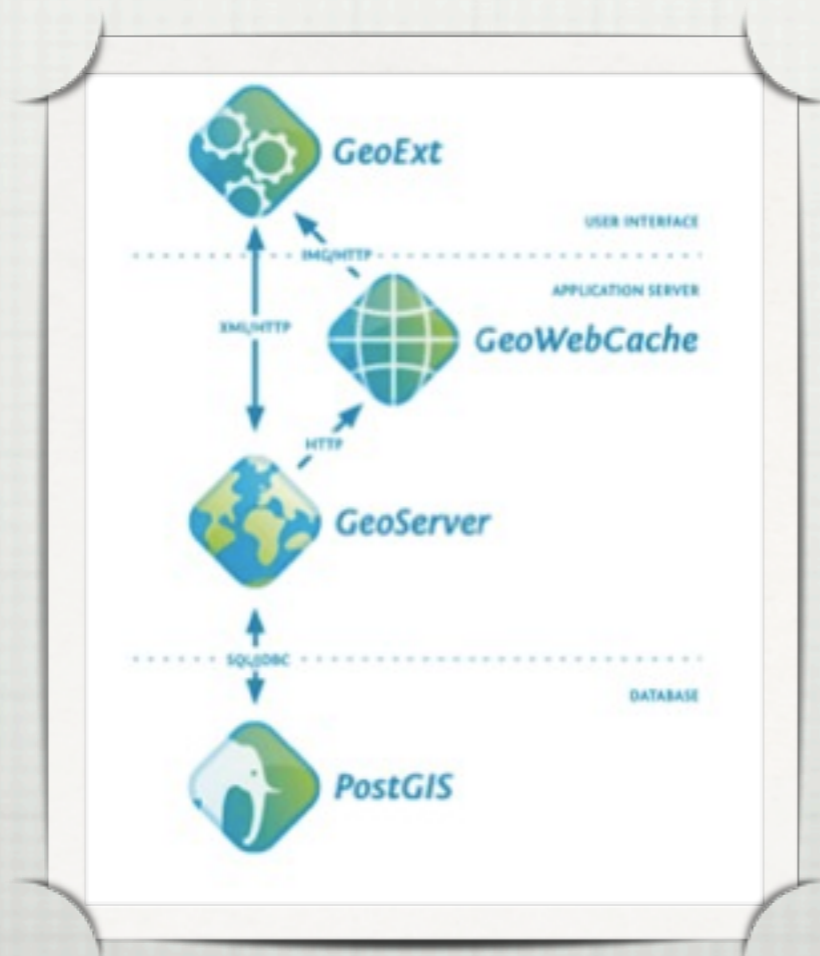 GeoExt
USER INTERFACE
IMG/HTTP
APPLICATION SERVER
XML/HTTP
GeoWebCache
HTTP
GeoServer
SQL/JDBC
DATABASE
PostGIS